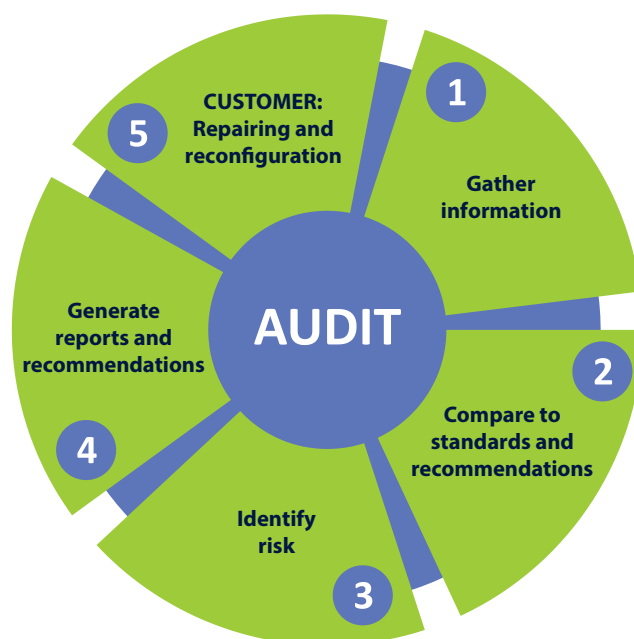 AUDIT
1
Gather
information
2
Compare to
standards and
recommendations
3
Identify
risk
4
Generate
reports and
recommendations
5
CUSTOMER:
Repairing and
reconfiguration